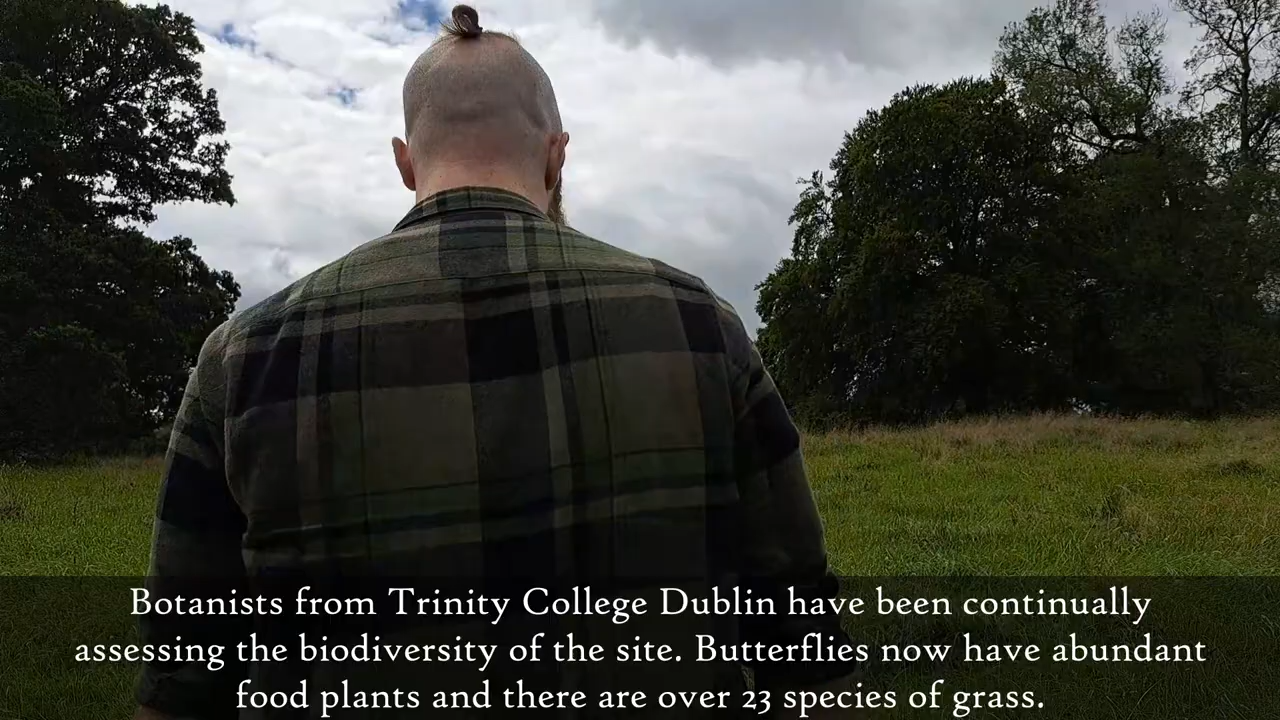 Botanists from Trinity College Dublin have been continually
assessing the biodiversity of the site. Butterflies now have abundant
food plants and there are over 23 species of grass.